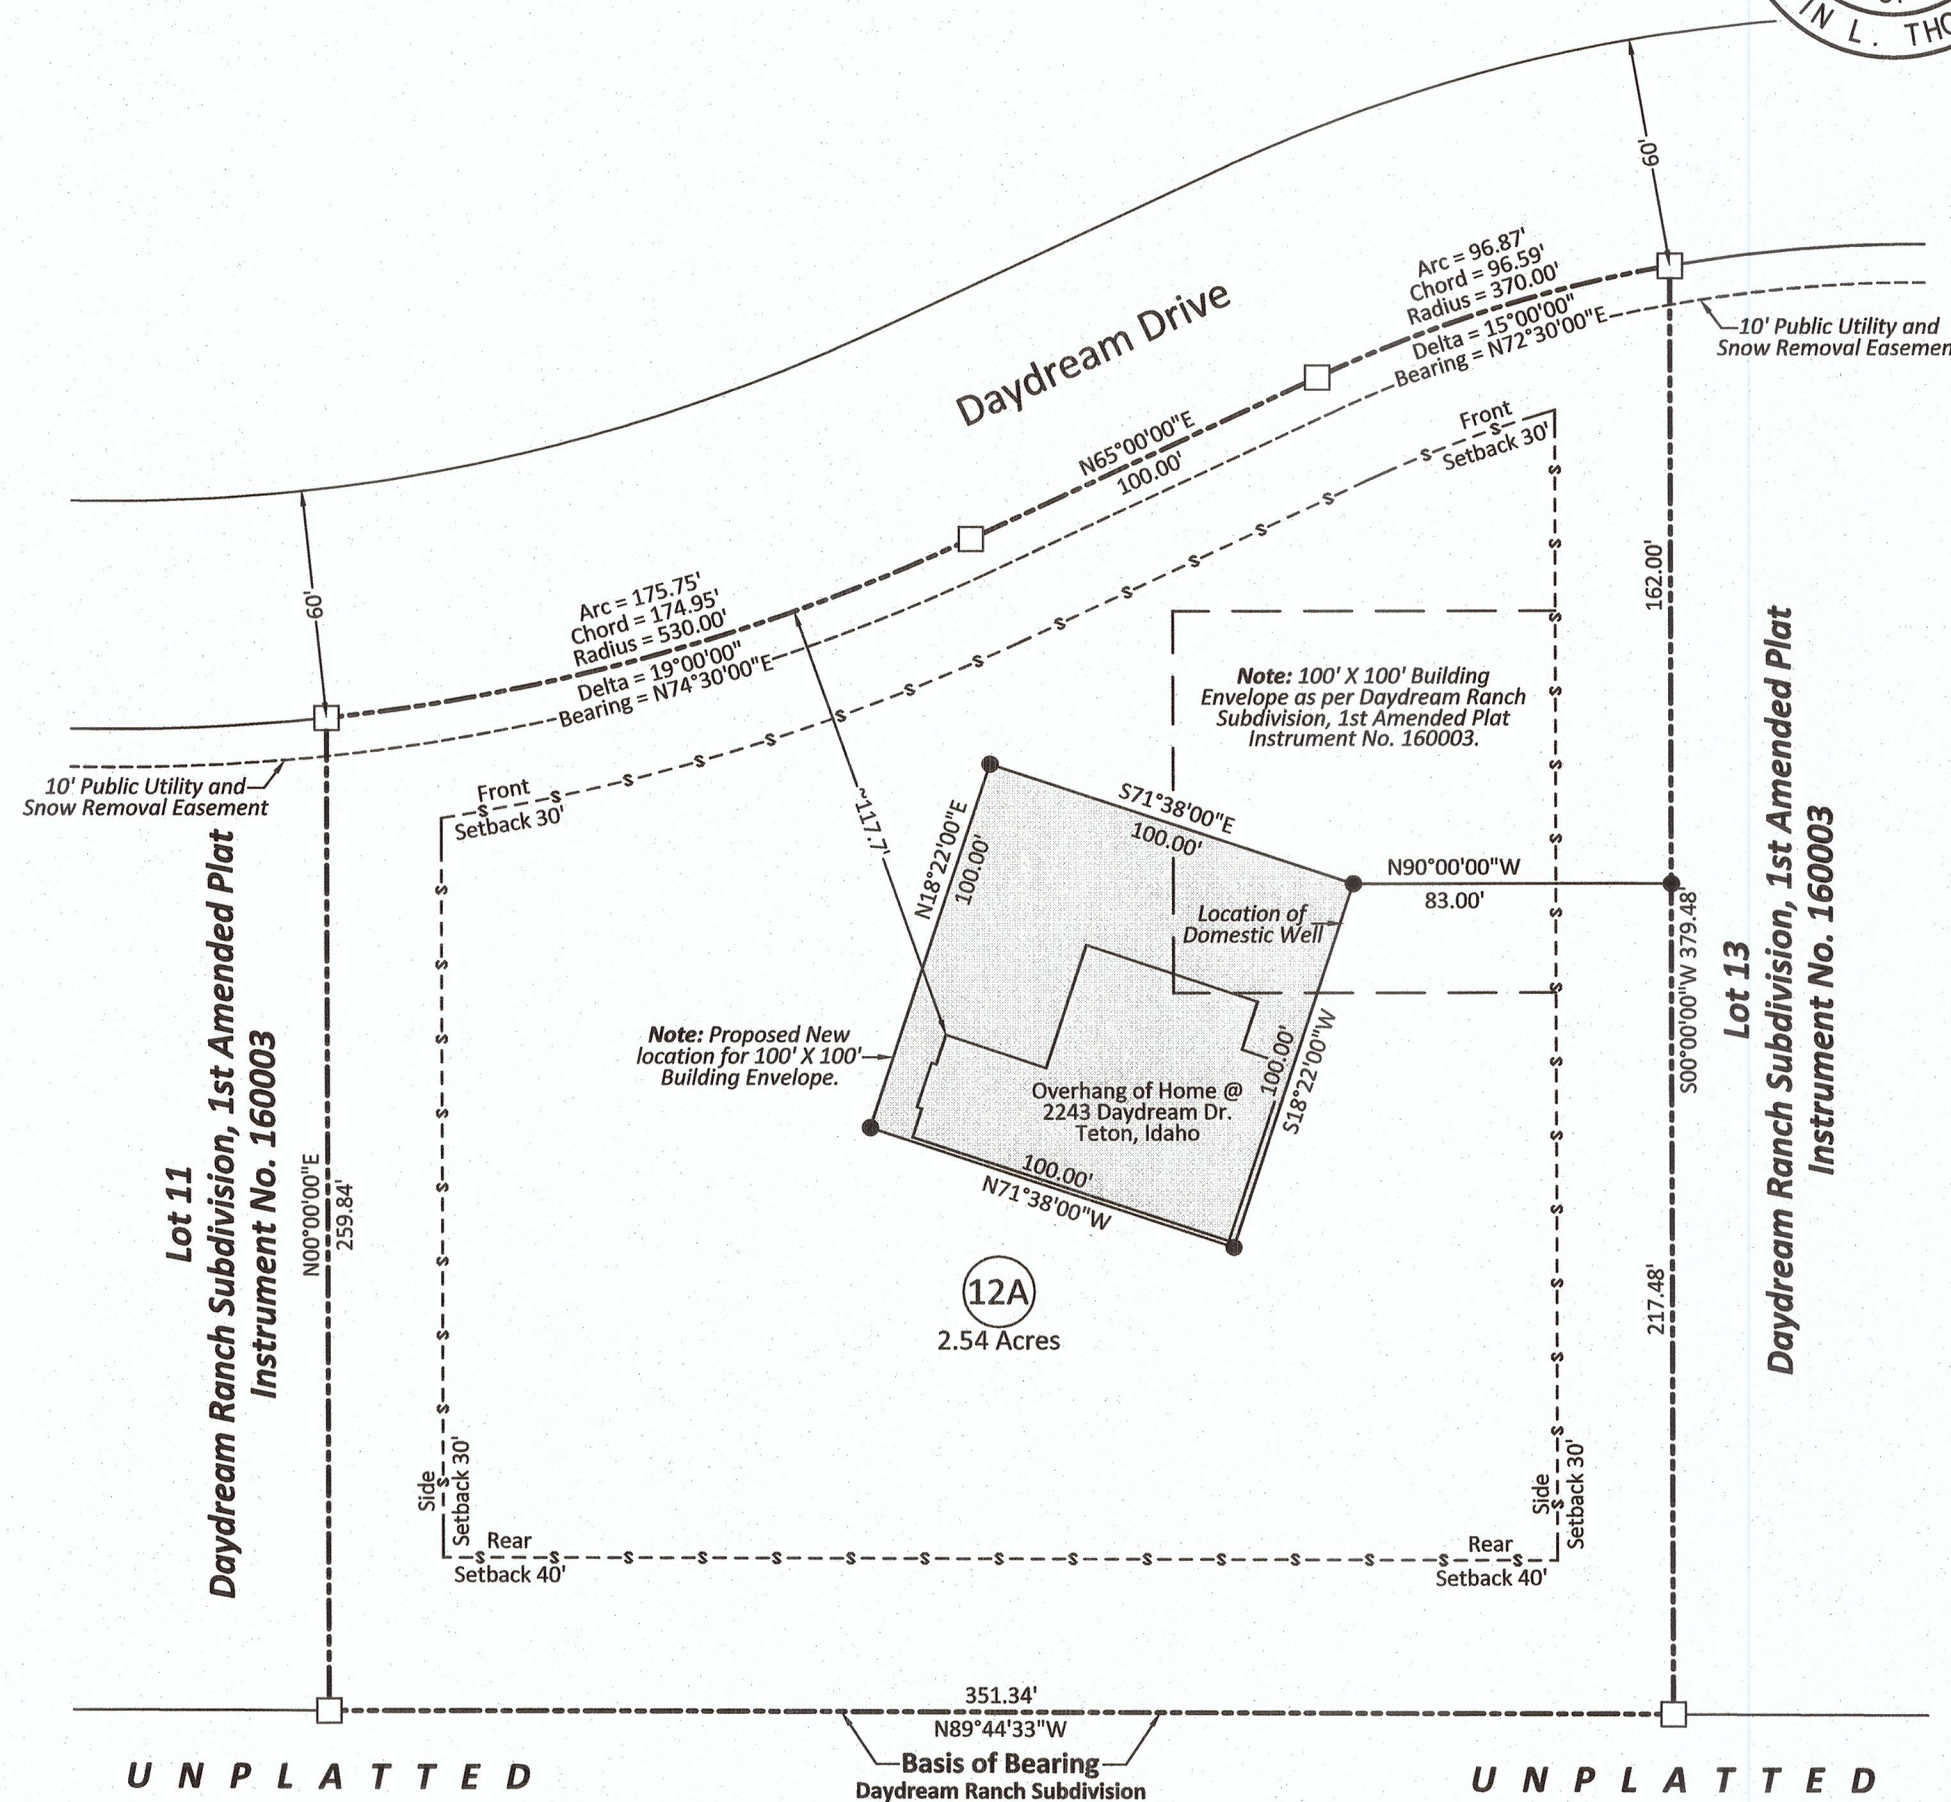 IN L. THO
60'
Arc = 96.87'
Chord = 96.59'
Radius = 370.00'
Delta = 15°00'00"
Bearing = N72°30'00"E
10' Public Utility and
Snow Removal Easemen
Daydream Drive
N65°00'00"E
100.00'
Front
Setback 30'
60'
Arc = 175.75'
Chord = 174.95'
Radius = 530.00'
Delta = 19°00'00"
Bearing = N74°30'00"E
10' Public Utility and
Snow Removal Easement
Front
Setback 30'
~117.7'
Note: 100' X 100' Building
Envelope as per Daydream Ranch
Subdivision, 1st Amended Plat
Instrument No. 160003.
162.00'
S71°38'00"E
100.00'
N18°22'00"E
100.00'
N90°00'00"W
83.00'
Location of
Domestic Well
Note: Proposed New
location for 100' X 100'
Building Envelope.
Overhang of Home @
2243 Daydream Dr.
Teton, Idaho
100.00'
S18°22'00"W
100.00'
N71°38'00"W
S00°00'00"W 379.48'
Lot 13
Daydream Ranch Subdivision, 1st Amended Plat
Instrument No. 160003
Lot 11
Daydream Ranch Subdivision, 1st Amended Plat
Instrument No. 160003
N00°00'00"E
259.84'
12A
2.54 Acres
217.48'
Side
Setback 30'
Rear
Setback 40'
Rear
Setback 40'
Side
Setback 30'
351.34'
N89°44'33"W
Basis of Bearing
Daydream Ranch Subdivision
UNPLATTED
UNPLATTED